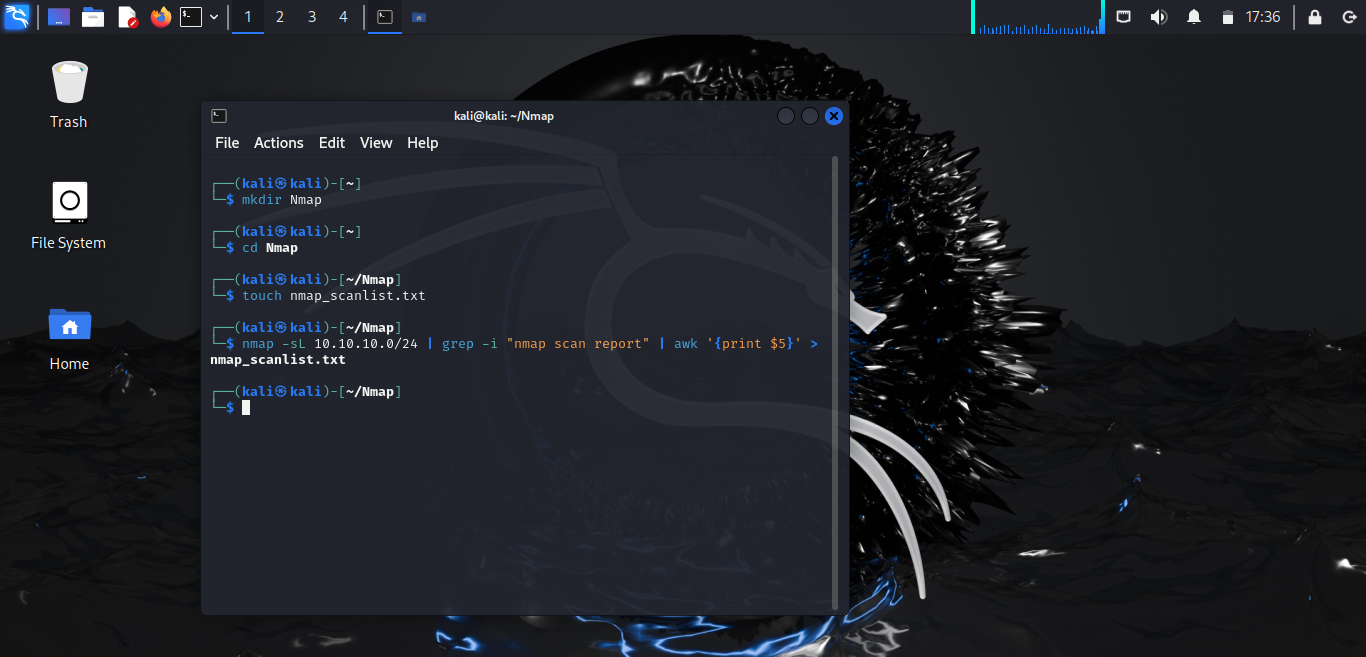 1 2 3 4 17:36
Trash
File System
Home
kali@kali: ~/Nmap
File Actions Edit View Help
┌──(kali㉿kali)-[~]
└─$ mkdir Nmap
┌──(kali㉿kali)-[~]
└─$ cd Nmap
┌──(kali㉿kali)-[~/Nmap]
└─$ touch nmap_scanlist.txt
┌──(kali㉿kali)-[~/Nmap]
└─$ nmap -sL 10.10.10.0/24 | grep -i "nmap scan report" | awk '{print $5}' >
nmap_scanlist.txt
┌──(kali㉿kali)-[~/Nmap]
└─$